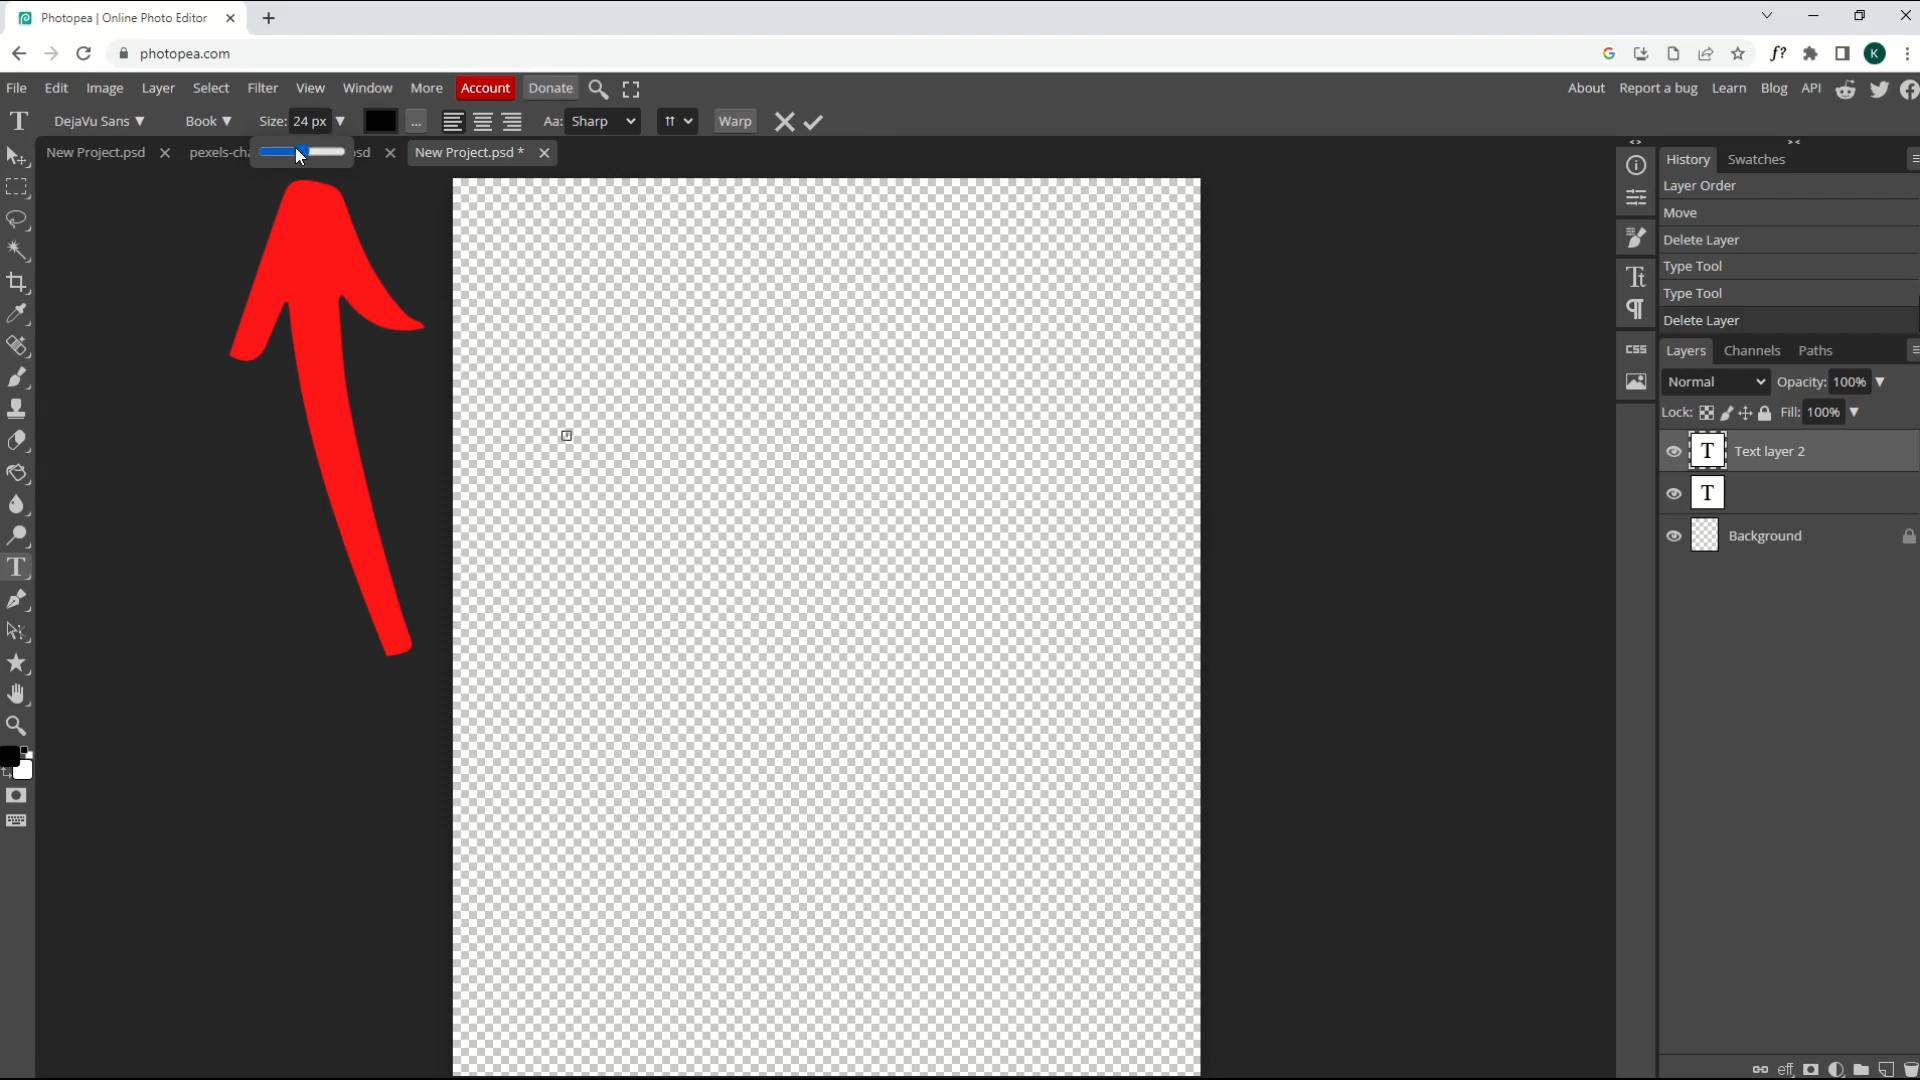 Photopea | Online Photo Editor
photopea.com
f?
K
File Edit Image Layer Select Filter View Window More Account Donate
About Report a bug Learn Blog API
T DejaVu Sans ▼ Book ▼ Size: 24 px ▼ ... Aa: Sharp Warp
New Project.psd pexels-cha sd New Project.psd *
History Swatches
Layer Order
Move
Delete Layer
Type Tool
Type Tool
Delete Layer
CSS
Layers Channels Paths
Normal Opacity: 100% ▼
Lock: Fill: 100% ▼
T Text layer 2
T
Background
T
eff